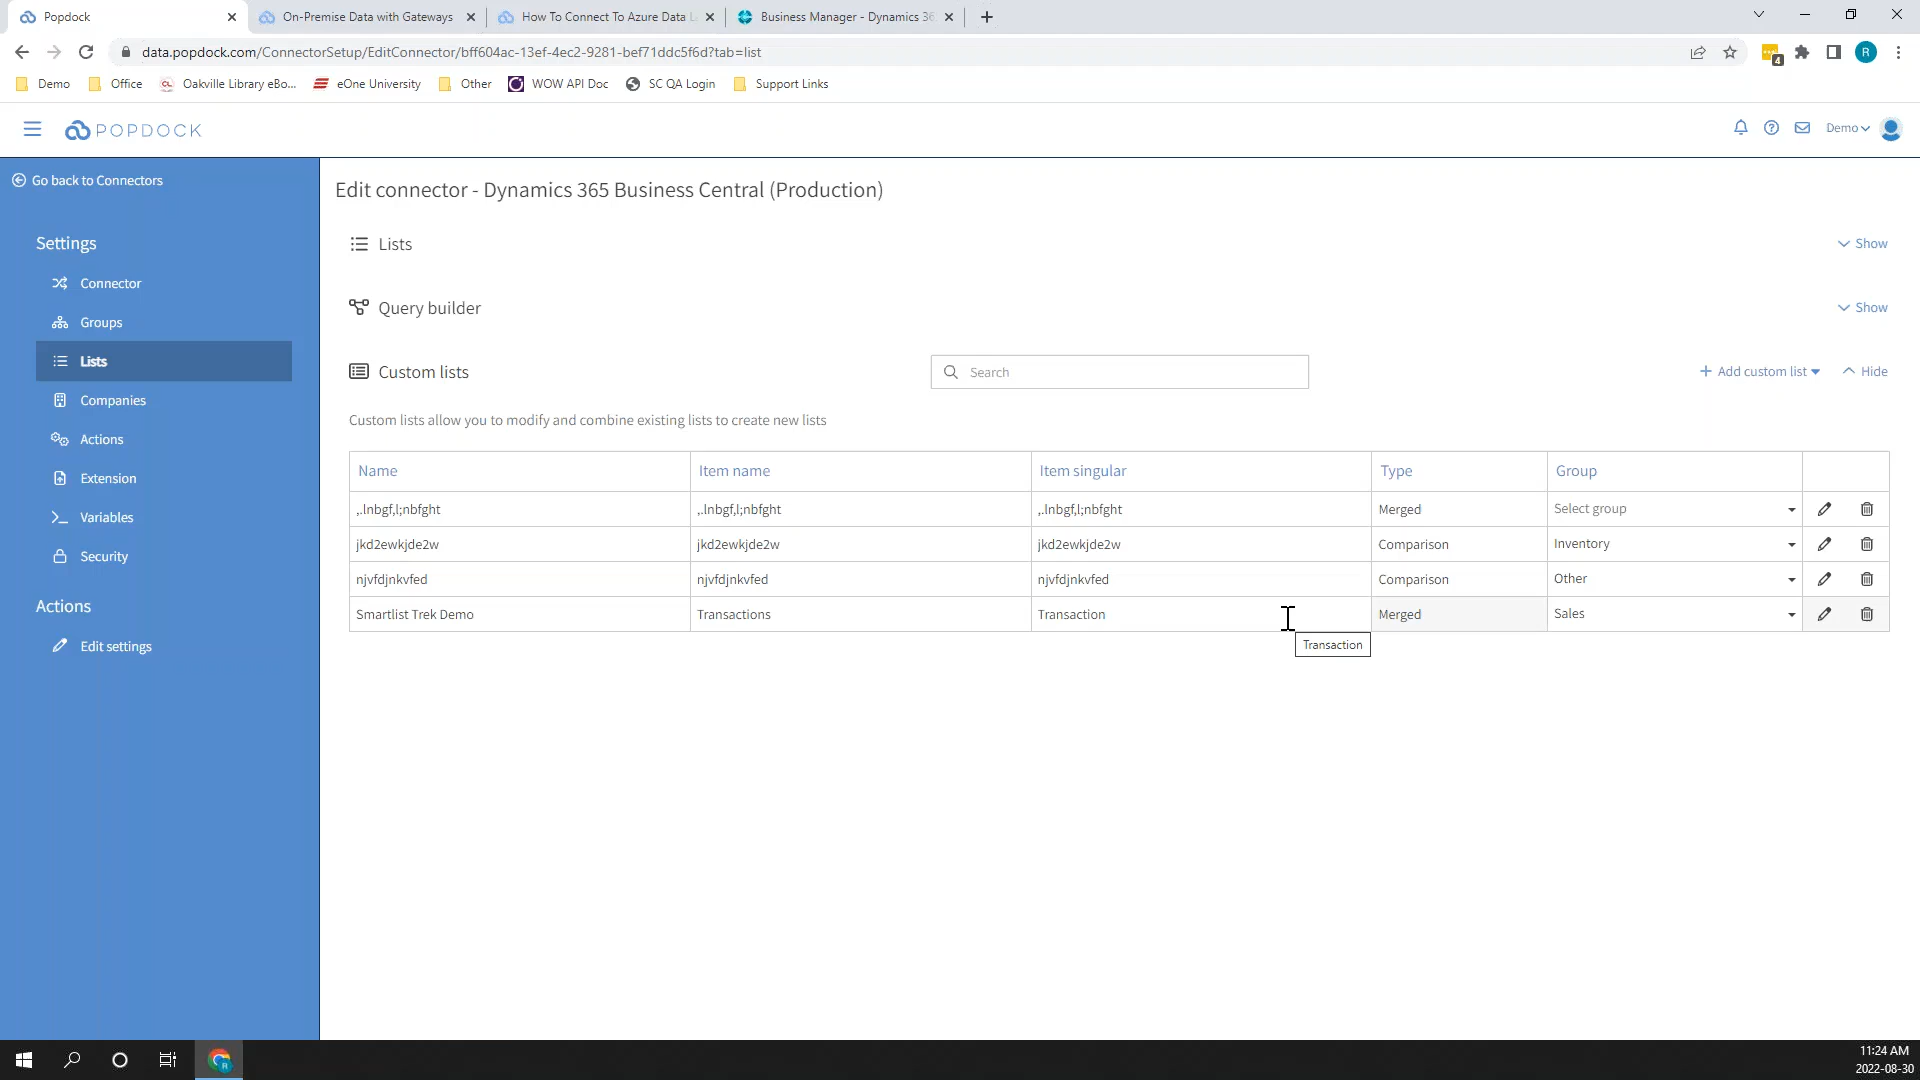 Popdock
On-Premise Data with Gateways
How To Connect To Azure Data L
Business Manager - Dynamics 36
data.popdock.com/ConnectorSetup/EditConnector/bff604ac-13ef-4ec2-9281-bef71ddc5f6d?tab=list
4
R
Demo
Office
CL
Oakville Library eBo...
eOne University
Other
WOW API Doc
SC QA Login
Support Links
POPDOCK
Demo
Go back to Connectors
Settings
Connector
Groups
Lists
Companies
Actions
Extension
Variables
Security
Actions
Edit settings
Edit connector - Dynamics 365 Business Central (Production)
Lists
Show
Query builder
Show
Custom lists
Search
Add custom list
Hide
Custom lists allow you to modify and combine existing lists to create new lists
Name Item name Item singular Type Group
,.lnbgf,l;nbfght ,.lnbgf,l;nbfght ,.lnbgf,l;nbfght Merged Select group
jkd2ewkjde2w jkd2ewkjde2w jkd2ewkjde2w Comparison Inventory
njvfdjnkvfed njvfdjnkvfed njvfdjnkvfed Comparison Other
Smartlist Trek Demo Transactions Transaction Merged Sales
Transaction
R
11:24 AM
2022-08-30